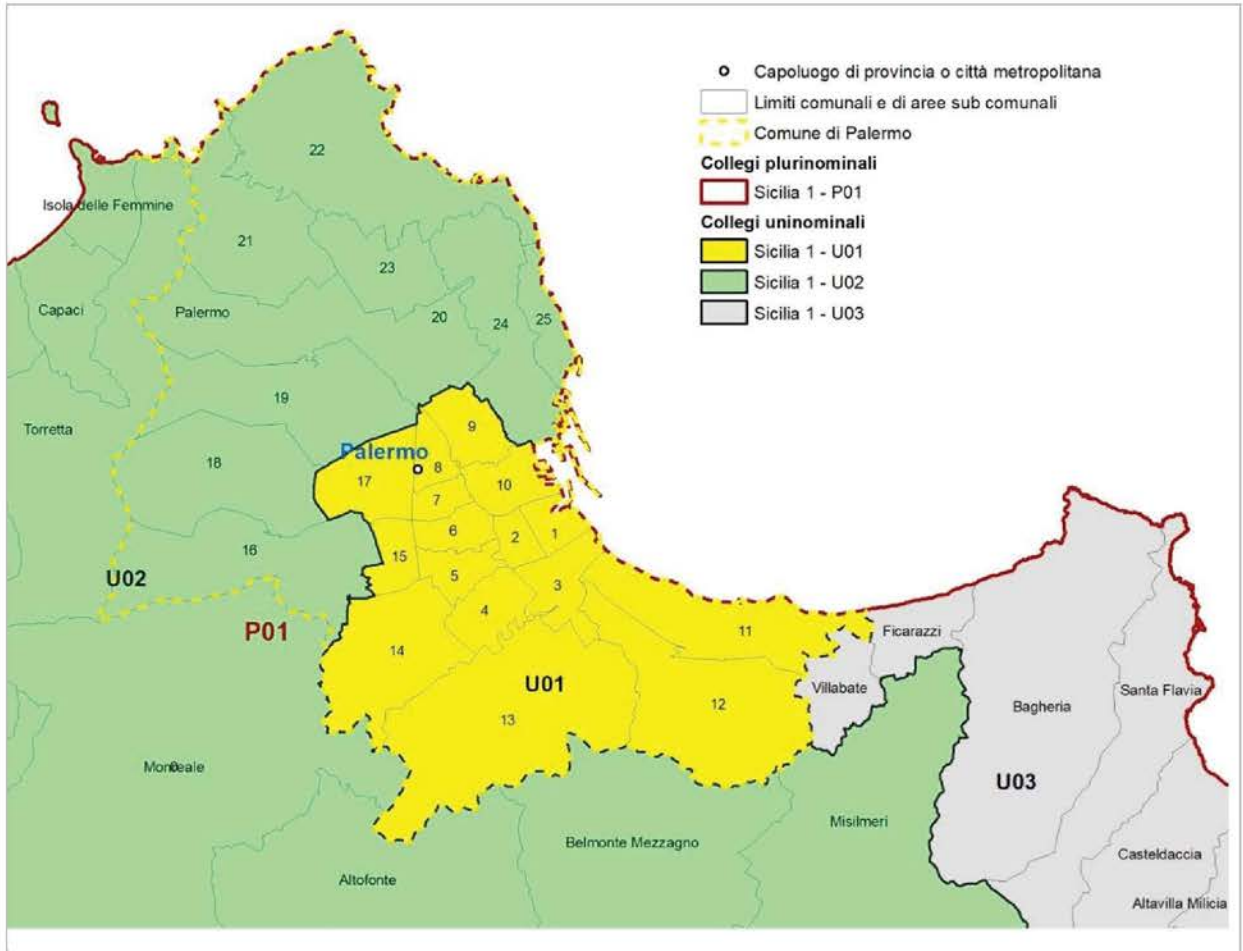 Capoluogo di provincia o città metropolitana
Limiti comunali e di aree sub comunali
Comune di Palermo
Collegi plurinominali
Sicilia 1 - P01
Collegi uninominali
Sicilia 1 - U01
Sicilia 1 - U02
Sicilia 1 - U03
22
Isola delle Femmine
21
23
Capaci
Palermo
20
24
25
19
Torretta
9
Palermo
18
8
17
10
7
6
2
1
16
15
U02
5
3
4
P01
11
Ficarazzi
14
U01
Villabate
Santa Flavia
12
Bagheria
13
Monreale
U03
Misilmeri
Belmonte Mezzagno
Casteldaccia
Altofonte
Altavilla Milicia